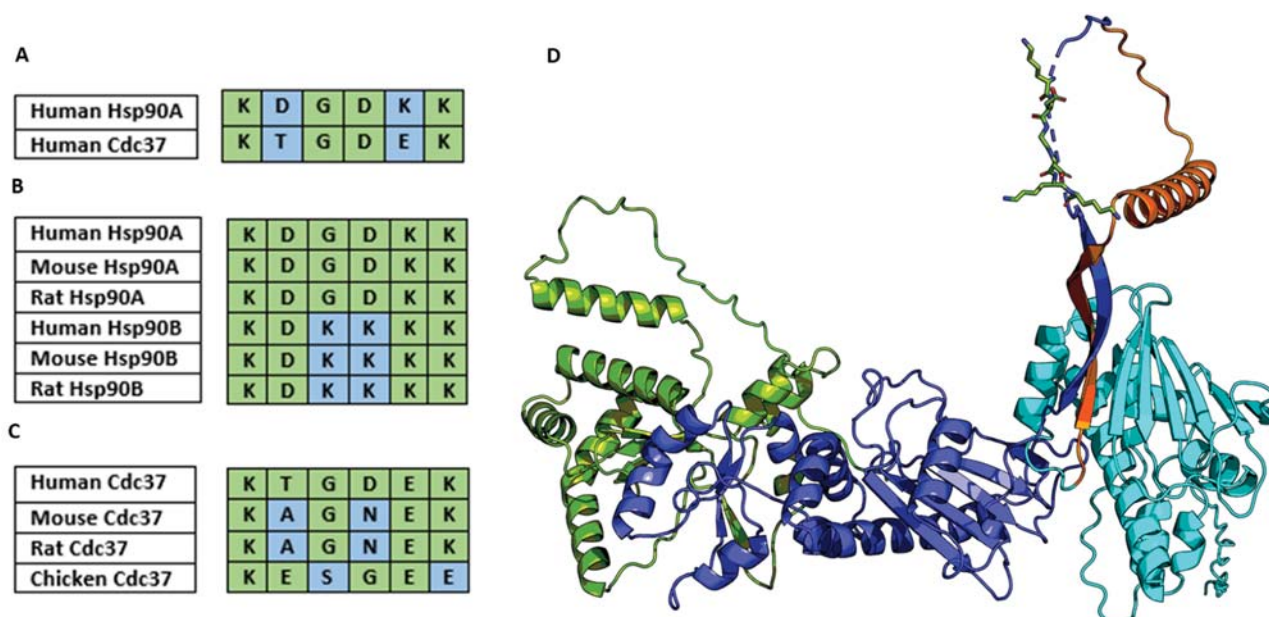 A
D
Human Hsp90A K D G D K K
Human Cdc37 K T G D E K
B
Human Hsp90A K D G D K K
Mouse Hsp90A K D G D K K
Rat Hsp90A K D G D K K
Human Hsp90B K D K K K K
Mouse Hsp90B K D K K K K
Rat Hsp90B K D K K K K
C
Human Cdc37 K T G D E K
Mouse Cdc37 K A G N E K
Rat Cdc37 K A G N E K
Chicken Cdc37 K E S G E E